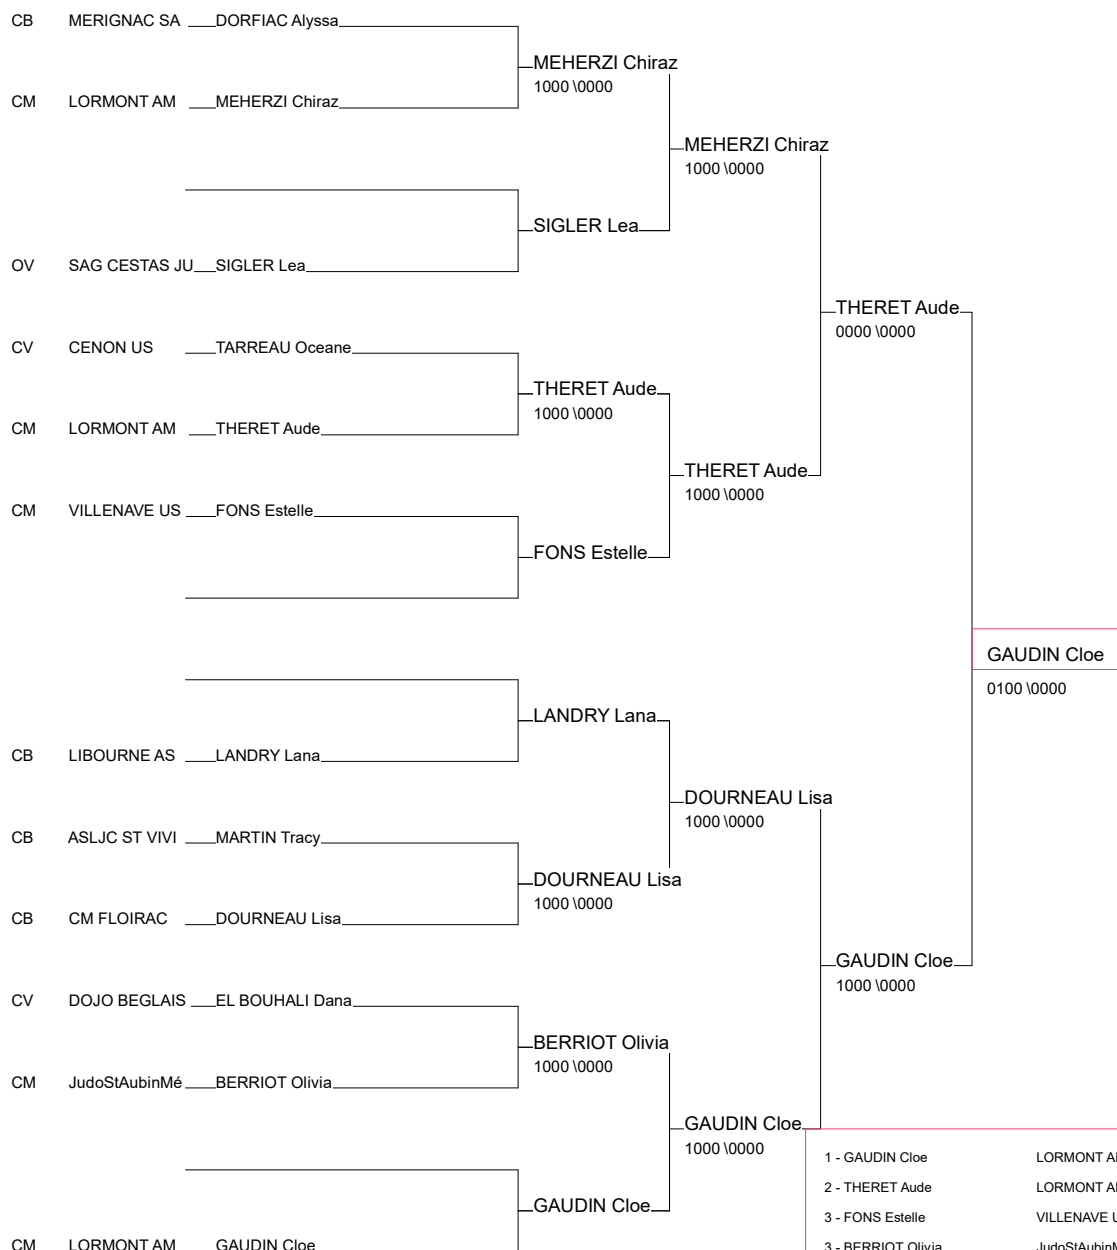 CB MERIGNAC SA DORFIAC Alyssa
MEHERZI Chiraz
1000 \0000
CM LORMONT AM MEHERZI Chiraz
MEHERZI Chiraz
1000 \0000
SIGLER Lea
OV SAG CESTAS JU SIGLER Lea
THERET Aude
0000 \0000
CV CENON US TARREAU Oceane
THERET Aude
1000 \0000
CM LORMONT AM THERET Aude
THERET Aude
1000 \0000
CM VILLENAVE US FONS Estelle
FONS Estelle
GAUDIN Cloe
0100 \0000
LANDRY Lana
CB LIBOURNE AS LANDRY Lana
DOURNEAU Lisa
1000 \0000
CB ASLJC ST VIVI MARTIN Tracy
DOURNEAU Lisa
1000 \0000
CB CM FLOIRAC DOURNEAU Lisa
GAUDIN Cloe
1000 \0000
CV DOJO BEGLAIS EL BOUHALI Dana
BERRIOT Olivia
1000 \0000
CM JudoStAubinMé BERRIOT Olivia
GAUDIN Cloe
1000 \0000
1 - GAUDIN Cloe LORMONT
2 - THERET Aude LORMONT
3 - FONS Estelle VILLENAVE
GAUDIN Cloe
3 - BERRIOT Olivia
CM LORMONT AM GAUDIN Cloe